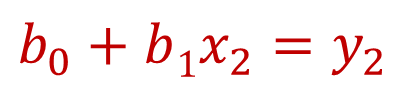 b₀ + b₁x₂ = y₂